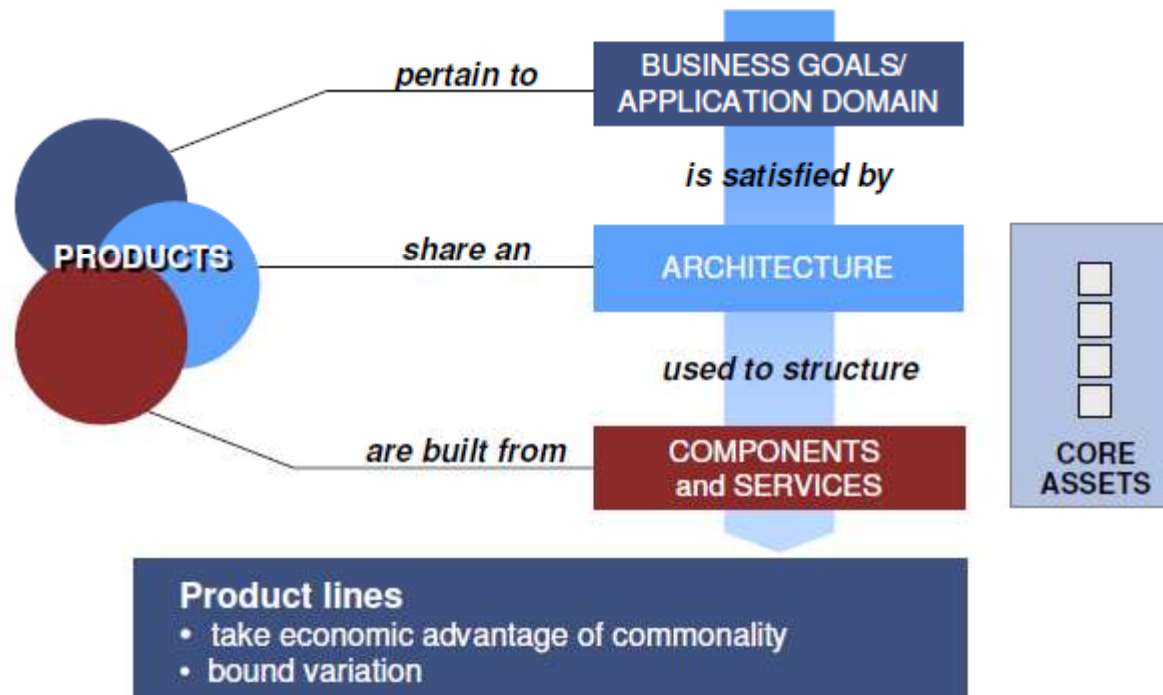 pertain to
BUSINESS GOALS/
APPLICATION DOMAIN
is satisfied by
PRODUCTS
share an
ARCHITECTURE
used to structure
are built from
COMPONENTS
and SERVICES
CORE
ASSETS
Product lines
• take economic advantage of commonality
• bound variation